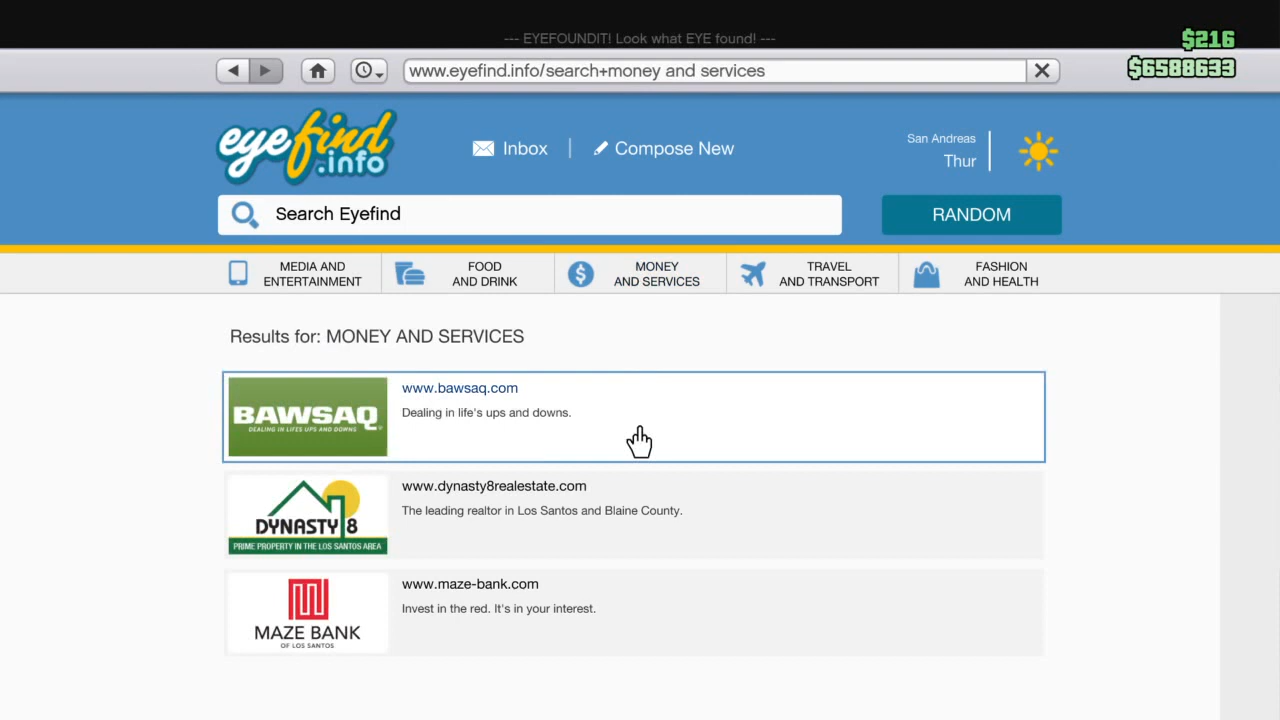 --- EYEFOUNDIT! Look what EYE found! ---
$216
$6588633
www.eyefind.info/search+money and services
eyefind
.info
Inbox
Compose New
San Andreas
Thur
Search Eyefind
RANDOM
MEDIA AND
ENTERTAINMENT
FOOD
AND DRINK
MONEY
AND SERVICES
TRAVEL
AND TRANSPORT
FASHION
AND HEALTH
Results for: MONEY AND SERVICES
BAWSAQ
DEALING IN LIFES UPS AND DOWNS
www.bawsaq.com
Dealing in life's ups and downs.
DYNASTY 8
PRIME PROPERTY IN THE LOS SANTOS AREA
www.dynasty8realestate.com
The leading realtor in Los Santos and Blaine County.
MAZE BANK
OF LOS SANTOS
www.maze-bank.com
Invest in the red. It's in your interest.